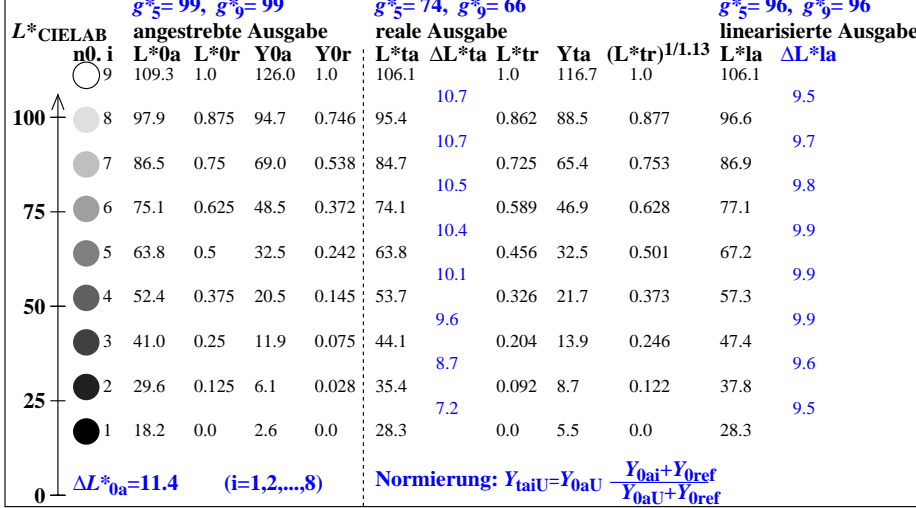 g*5= 99, g*9= 99 g*5= 74, g*9= 66 g*5= 96, g*9= 96
L*CIELAB angestrebte Ausgabe reale Ausgabe linearisierte Ausgabe
n0. i L*0a L*0r Y0a Y0r L*ta ΔL*ta L*tr Yta (L*tr)1/1.13 L*la ΔL*la
9 109.3 1.0 126.0 1.0 106.1 1.0 116.7 1.0 106.1
10.7 9.5
100 8 97.9 0.875 94.7 0.746 95.4 0.862 88.5 0.877 96.6
10.7 9.7
7 86.5 0.75 69.0 0.538 84.7 0.725 65.4 0.753 86.9
10.5 9.8
75 6 75.1 0.625 48.5 0.372 74.1 0.589 46.9 0.628 77.1
10.4 9.9
5 63.8 0.5 32.5 0.242 63.8 0.456 32.5 0.501 67.2
10.1 9.9
4 52.4 0.375 20.5 0.145 53.7 0.326 21.7 0.373 57.3
50 9.6 9.9
3 41.0 0.25 11.9 0.075 44.1 0.204 13.9 0.246 47.4
8.7 9.6
2 29.6 0.125 6.1 0.028 35.4 0.092 8.7 0.122 37.8
25 7.2 9.5
1 18.2 0.0 2.6 0.0 28.3 0.0 5.5 0.0 28.3
0 ΔL*0a=11.4 (i=1,2,...,8) Normierung: YtaiU=Y0aU Y0ai+Y0ref
Y0aU+Y0ref